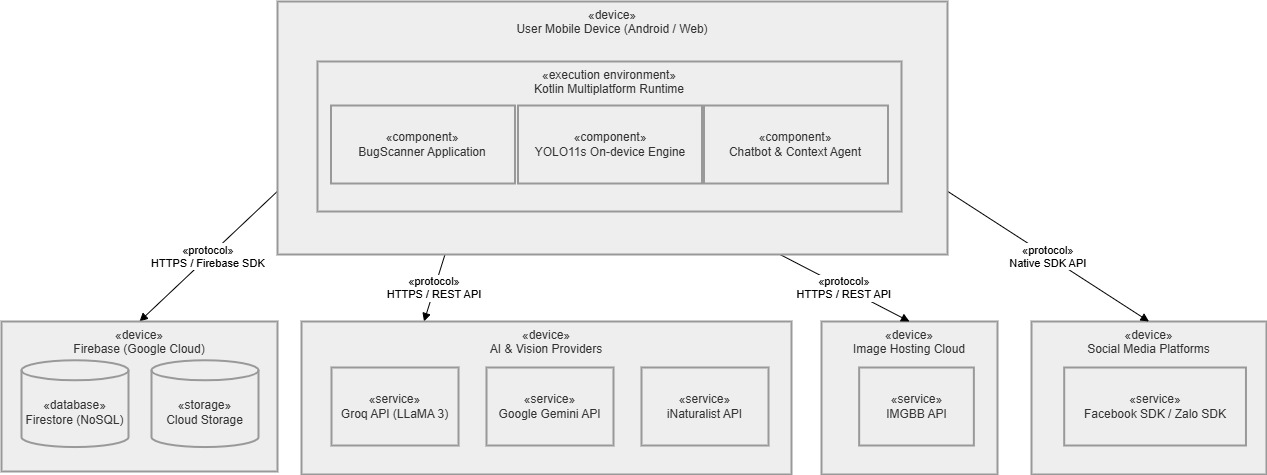 «device»
User Mobile Device (Android / Web)
«execution environment»
Kotlin Multiplatform Runtime
«component»
BugScanner Application
«component»
YOLO11s On-device Engine
«component»
Chatbot & Context Agent
«protocol»
HTTPS / Firebase SDK
«protocol»
HTTPS / REST API
«protocol»
HTTPS / REST API
«protocol»
Native SDK API
«device»
Firebase (Google Cloud)
«database»
Firestore (NoSQL)
«storage»
Cloud Storage
«device»
AI & Vision Providers
«service»
Groq API (LLaMA 3)
«service»
Google Gemini API
«service»
iNaturalist API
«device»
Image Hosting Cloud
«service»
IMGBB API
«device»
Social Media Platforms
«service»
Facebook SDK / Zalo SDK